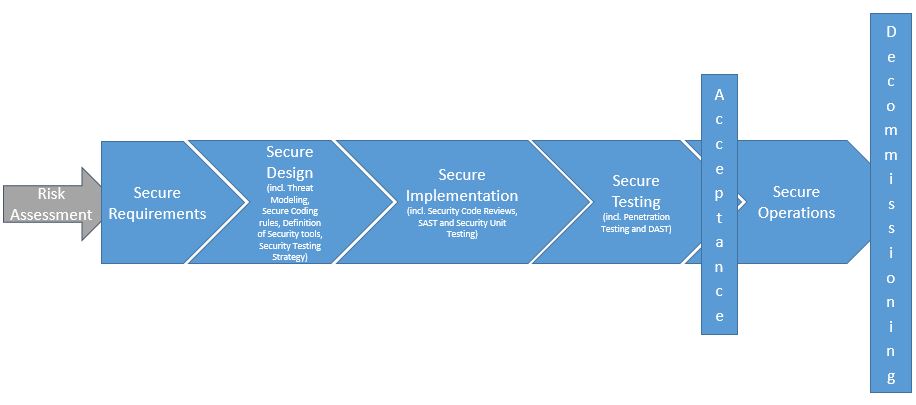 Risk
Assessment
Secure
Requirements
Secure
Design
(incl. Threat
Modeling,
Secure Coding
rules, Definition
of Security tools,
Security Testing
Strategy)
Secure
Implementation
(incl. Security Code Reviews,
SAST and Security Unit
Testing)
Secure
Testing
(incl. Penetration
Testing and DAST)
Acceptance
Secure
Operations
Decommissioning